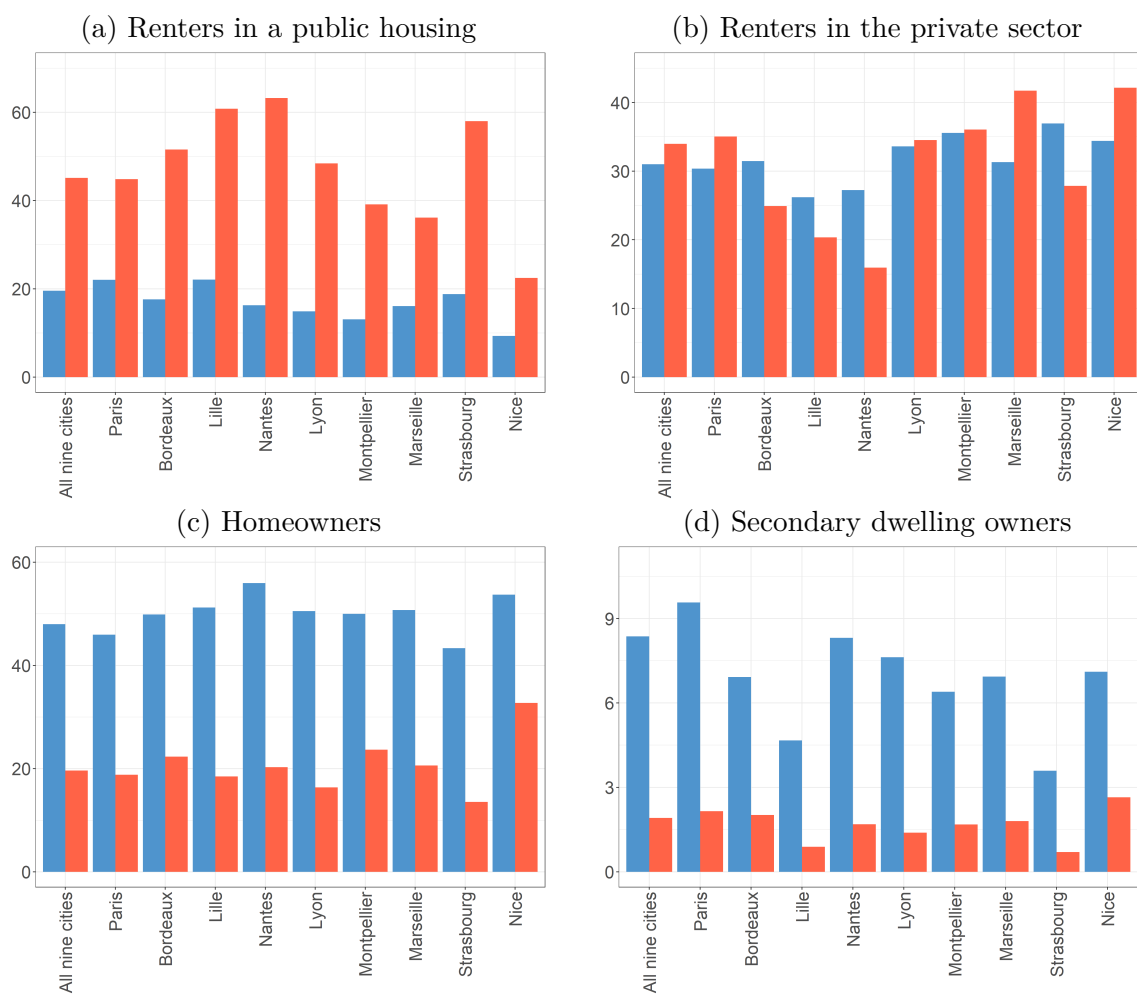 (a) Renters in a public housing
60
40
20
0
All nine cities
Paris
Bordeaux
Lille
Nantes
Lyon
Montpellier
Marseille
Strasbourg
Nice
(b) Renters in the private sector
40
30
20
10
0
All nine cities
Paris
Bordeaux
Lille
Nantes
Lyon
Montpellier
Marseille
Strasbourg
Nice
(c) Homeowners
60
40
20
0
All nine cities
Paris
Bordeaux
Lille
Nantes
Lyon
Montpellier
Marseille
Strasbourg
Nice
(d) Secondary dwelling owners
9
6
3
0
All nine cities
Paris
Bordeaux
Lille
Nantes
Lyon
Montpellier
Marseille
Strasbourg
Nice